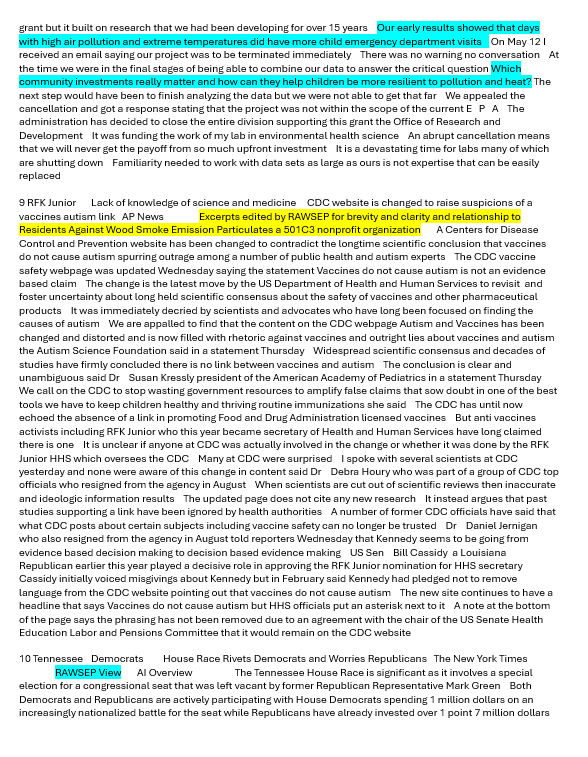 grant but it built on research that we had been developing for over 15 years    Our early results showed that days
with high air pollution and extreme temperatures did have more child emergency department visits    On May 12 I
received an email saying our project was to be terminated immediately    There was no warning no conversation    At
the time we were in the final stages of being able to combine our data to answer the critical question Which
community investments really matter and how can they help children be more resilient to pollution and heat? The
next step would have been to finish analyzing the data but we were not able to get that far    We appealed the
cancellation and got a response stating that the project was not within the scope of the current E  P  A    The
administration has decided to close the entire division supporting this grant the Office of Research and
Development    It was funding the work of my lab in environmental health science    An abrupt cancellation means
that we will never get the payoff from so much upfront investment    It is a devastating time for labs many of which
are shutting down    Familiarity needed to work with data sets as large as ours is not expertise that can be easily
replaced
9 RFK Junior    Lack of knowledge of science and medicine    CDC website is changed to raise suspicions of a
vaccines autism link  AP News    Excerpts edited by RAWSEP for brevity and clarity and relationship to
Residents Against Wood Smoke Emission Particulates a 501C3 nonprofit organization    A Centers for Disease
Control and Prevention website has been changed to contradict the longtime scientific conclusion that vaccines
do not cause autism spurring outrage among a number of public health and autism experts    The CDC vaccine
safety webpage was updated Wednesday saying the statement Vaccines do not cause autism is not an evidence
based claim    The change is the latest move by the US Department of Health and Human Services to revisit  and
foster uncertainty about long held scientific consensus about the safety of vaccines and other pharmaceutical
products    It was immediately decried by scientists and advocates who have long been focused on finding the
causes of autism    We are appalled to find that the content on the CDC webpage Autism and Vaccines has been
changed and distorted and is now filled with rhetoric against vaccines and outright lies about vaccines and autism
the Autism Science Foundation said in a statement Thursday    Widespread scientific consensus and decades of
studies have firmly concluded there is no link between vaccines and autism    The conclusion is clear and
unambiguous said Dr    Susan Kressly president of the American Academy of Pediatrics in a statement Thursday
We call on the CDC to stop wasting government resources to amplify false claims that sow doubt in one of the best
tools we have to keep children healthy and thriving routine immunizations she said    The CDC has until now
echoed the absence of a link in promoting Food and Drug Administration licensed vaccines    But anti vaccines
activists including RFK Junior who this year became secretary of Health and Human Services have long claimed
there is one    It is unclear if anyone at CDC was actually involved in the change or whether it was done by the RFK
Junior HHS which oversees the CDC    Many at CDC were surprised    I spoke with several scientists at CDC
yesterday and none were aware of this change in content said Dr    Debra Houry who was part of a group of CDC top
officials who resigned from the agency in August    When scientists are cut out of scientific reviews then inaccurate
and ideologic information results    The updated page does not cite any new research    It instead argues that past
studies supporting a link have been ignored by health authorities    A number of former CDC officials have said that
what CDC posts about certain subjects including vaccine safety can no longer be trusted    Dr    Daniel Jernigan
who also resigned from the agency in August told reporters Wednesday that Kennedy seems to be going from
evidence based decision making to decision based evidence making    US Sen    Bill Cassidy  a Louisiana
Republican earlier this year played a decisive role in approving the RFK Junior nomination for HHS secretary
Cassidy initially voiced misgivings about Kennedy but in February said Kennedy had pledged not to remove
language from the CDC website pointing out that vaccines do not cause autism    The new site continues to have a
headline that says Vaccines do not cause autism but HHS officials put an asterisk next to it    A note at the bottom
of the page says the phrasing has not been removed due to an agreement with the chair of the US Senate Health
Education Labor and Pensions Committee that it would remain on the CDC website
10 Tennessee    Democrats    House Race Rivets Democrats and Worries Republicans    The New York Times
RAWSEP View    AI Overview    The Tennessee House Race is significant as it involves a special
election for a congressional seat that was left vacant by former Republican Representative Mark Green    Both
Democrats and Republicans are actively participating with House Democrats spending 1 million dollars on an
increasingly nationalized battle for the seat while Republicans have already invested over 1 point 7 million dollars